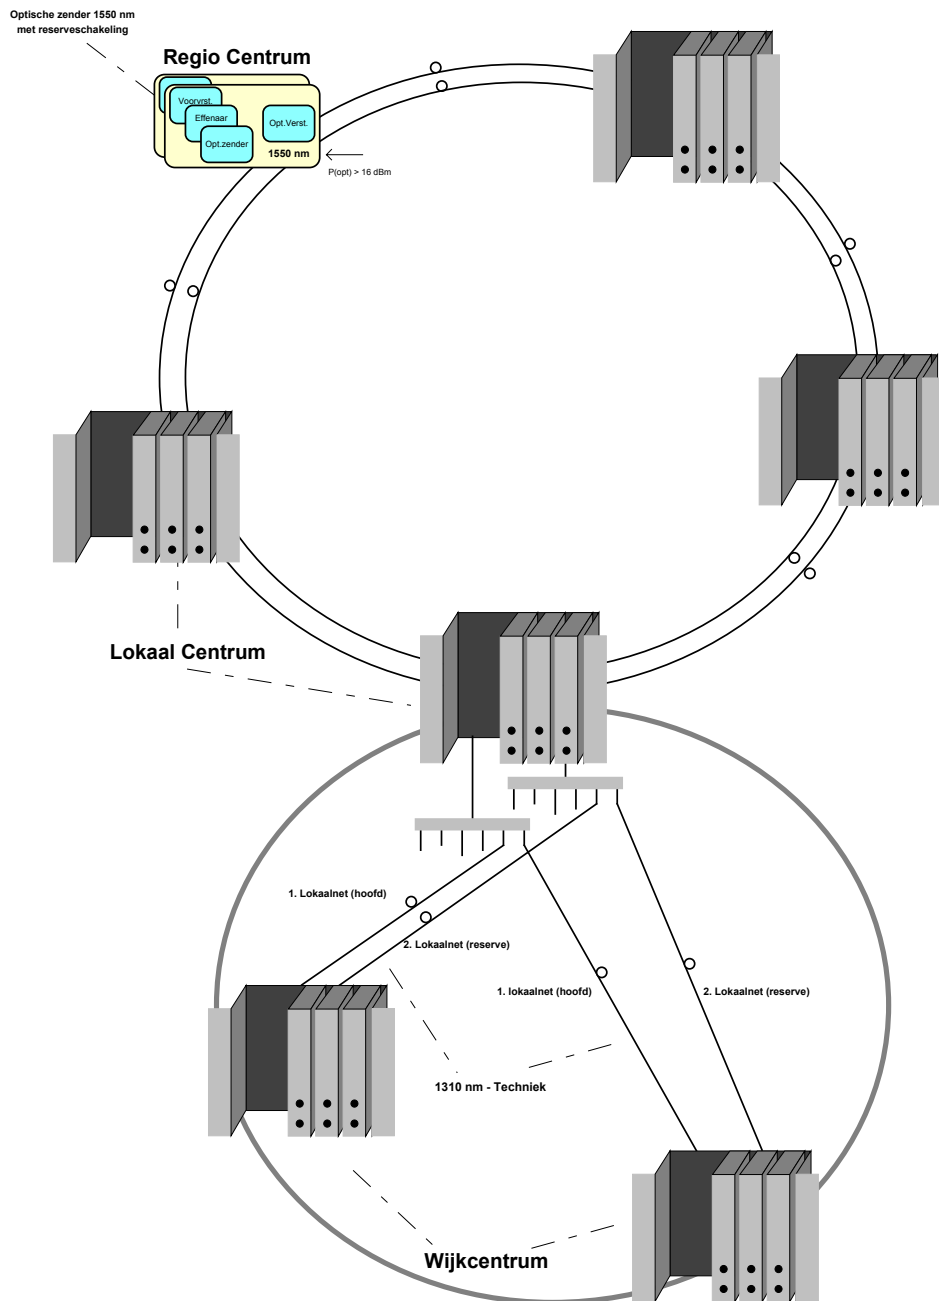 Optische zender 1550 nm
met reserveschakeling
Regio Centrum
Voorvrst.
Effenaar
Opt.zender
Opt.Verst.
1550 nm
P(opt) > 16 dBm
Lokaal Centrum
1. Lokaalnet (hoofd)
2. Lokaalnet (reserve)
1. lokaalnet (hoofd)
2. Lokaalnet (reserve)
1310 nm - Techniek
Wijkcentrum